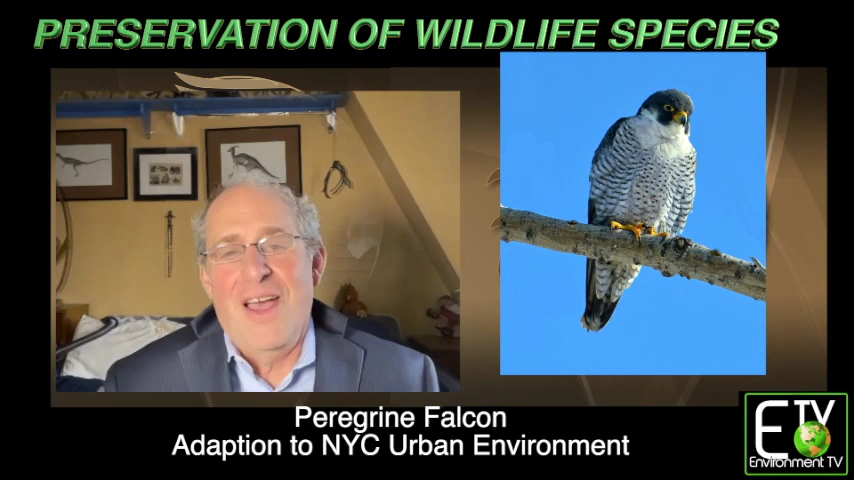 PRESERVATION OF WILDLIFE SPECIES
Peregrine Falcon
Adaption to NYC Urban Environment
ETV
Environment TV